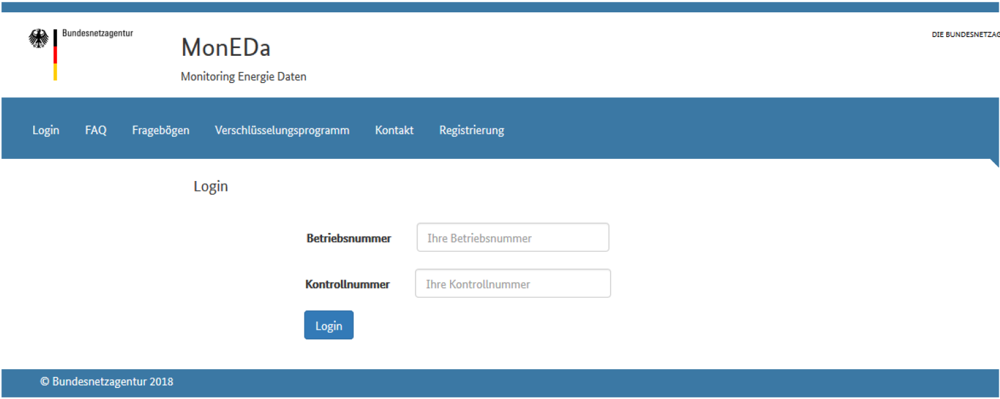 Bundesnetzagentur
DIE BUNDESNETZAG
MonEDa
Monitoring Energie Daten
Login FAQ Fragebögen Verschlüsselungsprogramm Kontakt Registrierung
Login
Betriebsnummer Ihre Betriebsnummer
Kontrollnummer Ihre Kontrollnummer
Login
© Bundesnetzagentur 2018